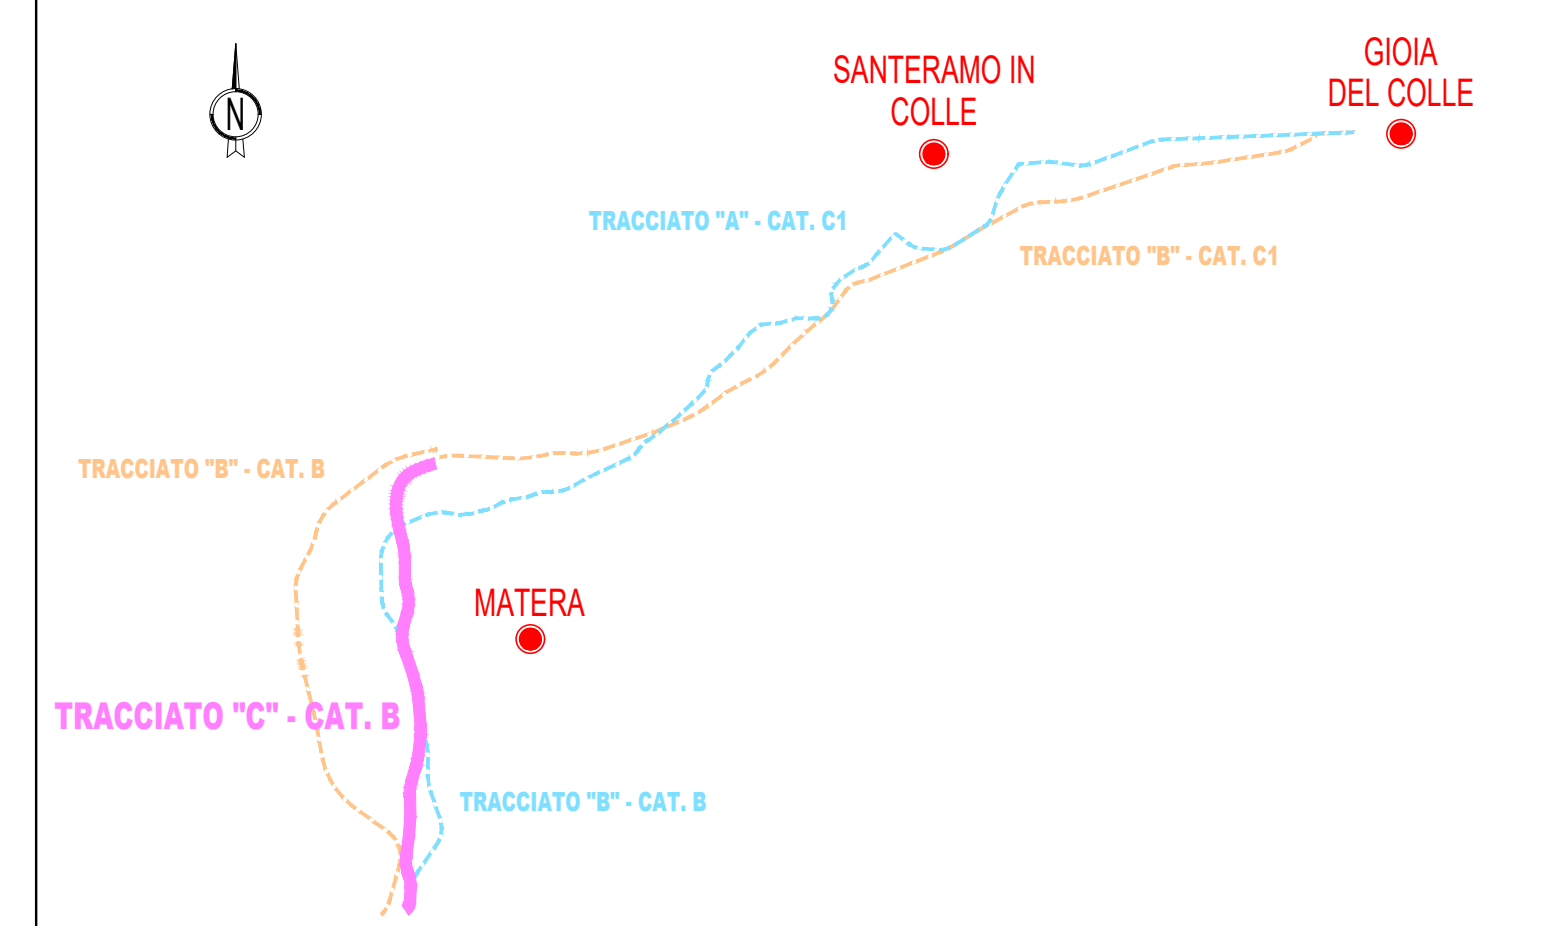 GIOIA
DEL COLLE
SANTERAMO IN
COLLE
N
TRACCIATO "A" - CAT. C1
TRACCIATO "B" - CAT. C1
TRACCIATO "B" - CAT. B
MATERA
TRACCIATO "C" - CAT. B
TRACCIATO "B" - CAT. B